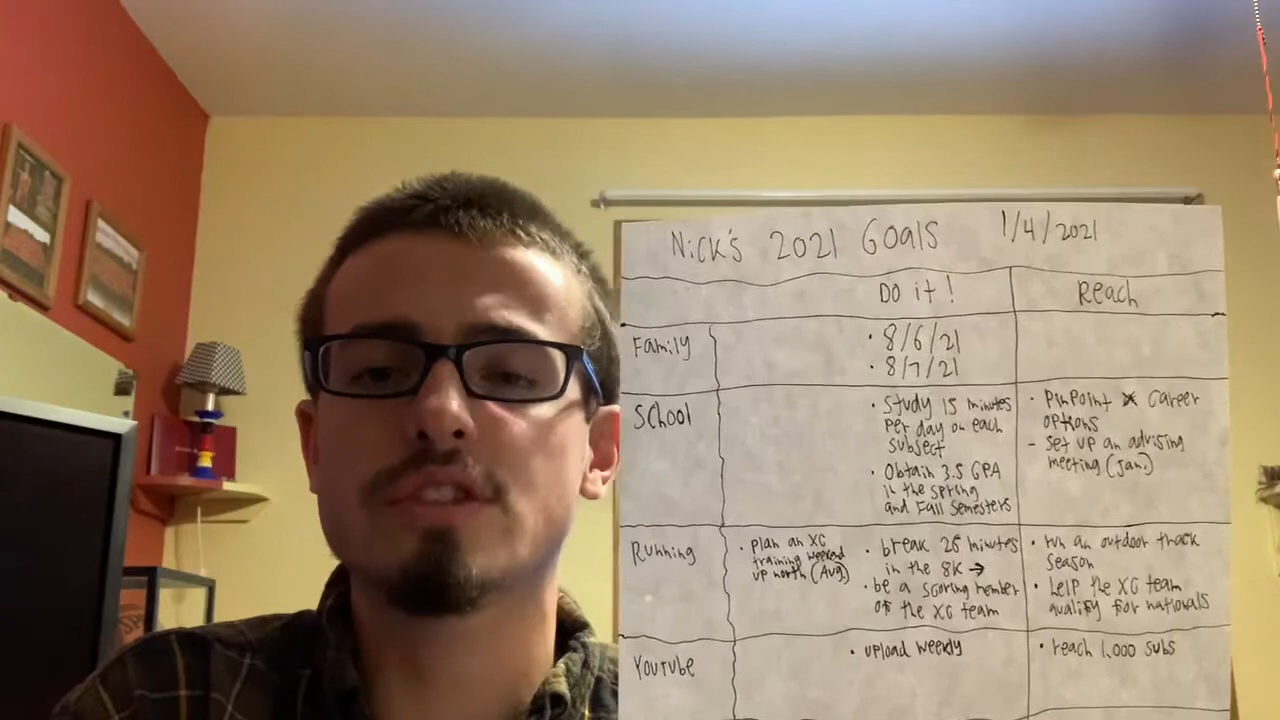 Nick's 2021 Goals 1/4/2021
Do it! Reach
Family
• 8/6/21
• 8/7/21
School
• Study 15 minutes
per day on each
subject
• Obtain 3.5 GPA
in the spring
and Fall Semesters
• Pinpoint career
options
- Set up an advising
meeting (Jan.)
Running
• Plan an XC
training weekend
up north (Aug.)
• break 26 minutes
in the 8K →
• be a scoring member
of the XC team
• run an outdoor track
season
• Help the XC team
qualify for nationals
Youtube
• upload weekly
• reach 1,000 subs